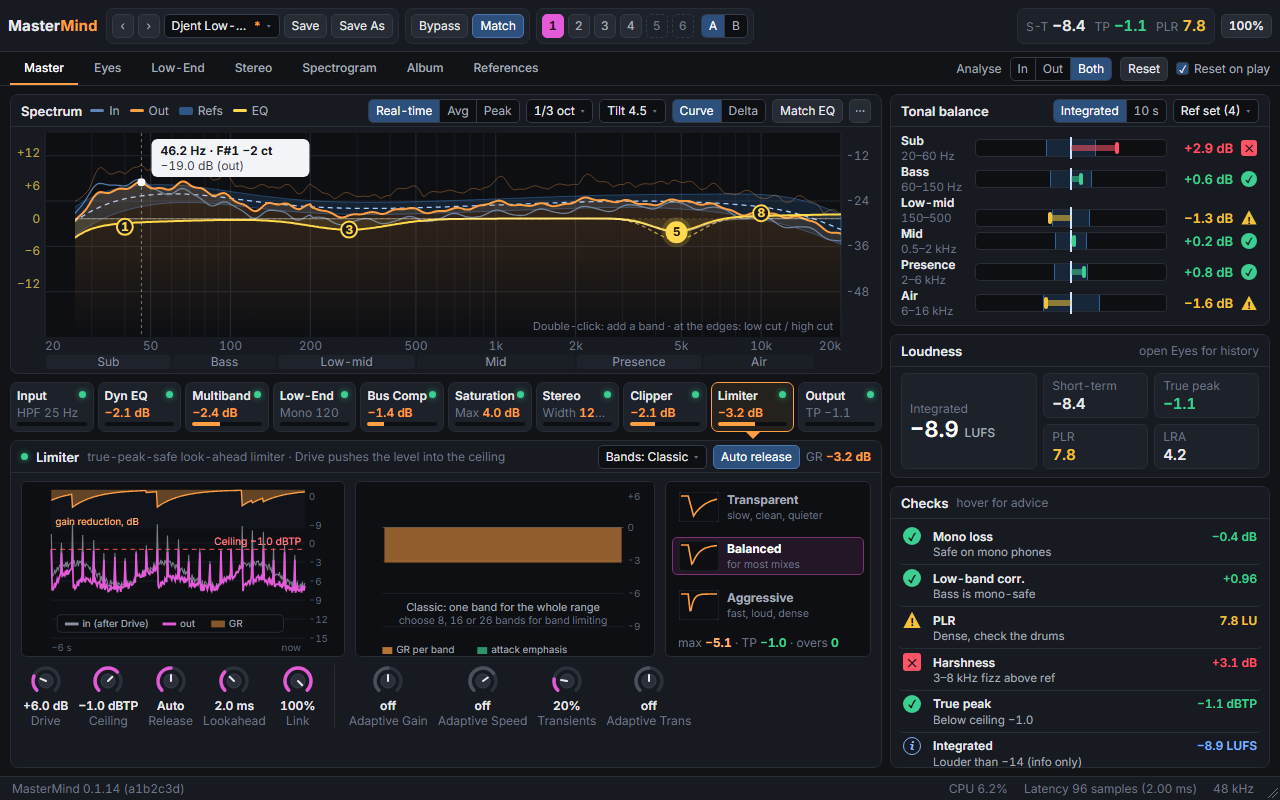 MasterMind
‹ › Djent Low-... * Save Save As Bypass Match 1 2 3 4 5 6 A B S-T −8.4 TP −1.1 PLR 7.8 100%
Master Eyes Low-End Stereo Spectrogram Album References Analyse In Out Both Reset Reset on play
Spectrum In Out Refs EQ Real-time Avg Peak 1/3 oct Tilt 4.5 Curve Delta Match EQ ...
46.2 Hz · F#1 −2 ct
−19.0 dB (out)
+12 −12
+6 −24
0
−6 −36
−12 −48
1 3 5 8
Double-click: add a band · at the edges: low cut / high cut
20 50 100 200 500 1k 2k 5k 10k 20k
Sub Bass Low-mid Mid Presence Air
Input
HPF 25 Hz
Dyn EQ
−2.1 dB
Multiband
−2.4 dB
Low-End
Mono 120
Bus Comp
−1.4 dB
Saturation
Max 4.0 dB
Stereo
Width 12...
Clipper
−2.1 dB
Limiter
−3.2 dB
Output
TP −1.1
Limiter true-peak-safe look-ahead limiter · Drive pushes the level into the ceiling Bands: Classic Auto release GR −3.2 dB
gain reduction, dB
Ceiling −1.0 dBTP
0
−9
0
−3
−6
−9
−12
−15
in (after Drive) out GR
−6 s now
+6
0
−3
−6
−9
Classic: one band for the whole range
choose 8, 16 or 26 bands for band limiting
GR per band attack emphasis
Transparent
slow, clean, quieter
Balanced
for most mixes
Aggressive
fast, loud, dense
max −5.1 · TP −1.0 · overs 0
+6.0 dB −1.0 dBTP Auto 2.0 ms 100% off off 20% off
Drive Ceiling Release Lookahead Link Adaptive Gain Adaptive Speed Transients Adaptive Trans
Tonal balance Integrated 10 s Ref set (4)
Sub
20–60 Hz
+2.9 dB
Bass
60–150 Hz
+0.6 dB
Low-mid
150–500
−1.3 dB
Mid
0.5–2 kHz
+0.2 dB
Presence
2–6 kHz
+0.8 dB
Air
6–16 kHz
−1.6 dB
Loudness open Eyes for history
Integrated
−8.9 LUFS
Short-term
−8.4
True peak
−1.1
PLR
7.8
LRA
4.2
Checks hover for advice
Mono loss −0.4 dB
Safe on mono phones
Low-band corr. +0.96
Bass is mono-safe
PLR 7.8 LU
Dense, check the drums
Harshness +3.1 dB
3–8 kHz fizz above ref
True peak −1.1 dBTP
Below ceiling −1.0
Integrated −8.9 LUFS
Louder than −14 (info only)
MasterMind 0.1.14 (a1b2c3d) CPU 6.2% Latency 96 samples (2.00 ms) 48 kHz